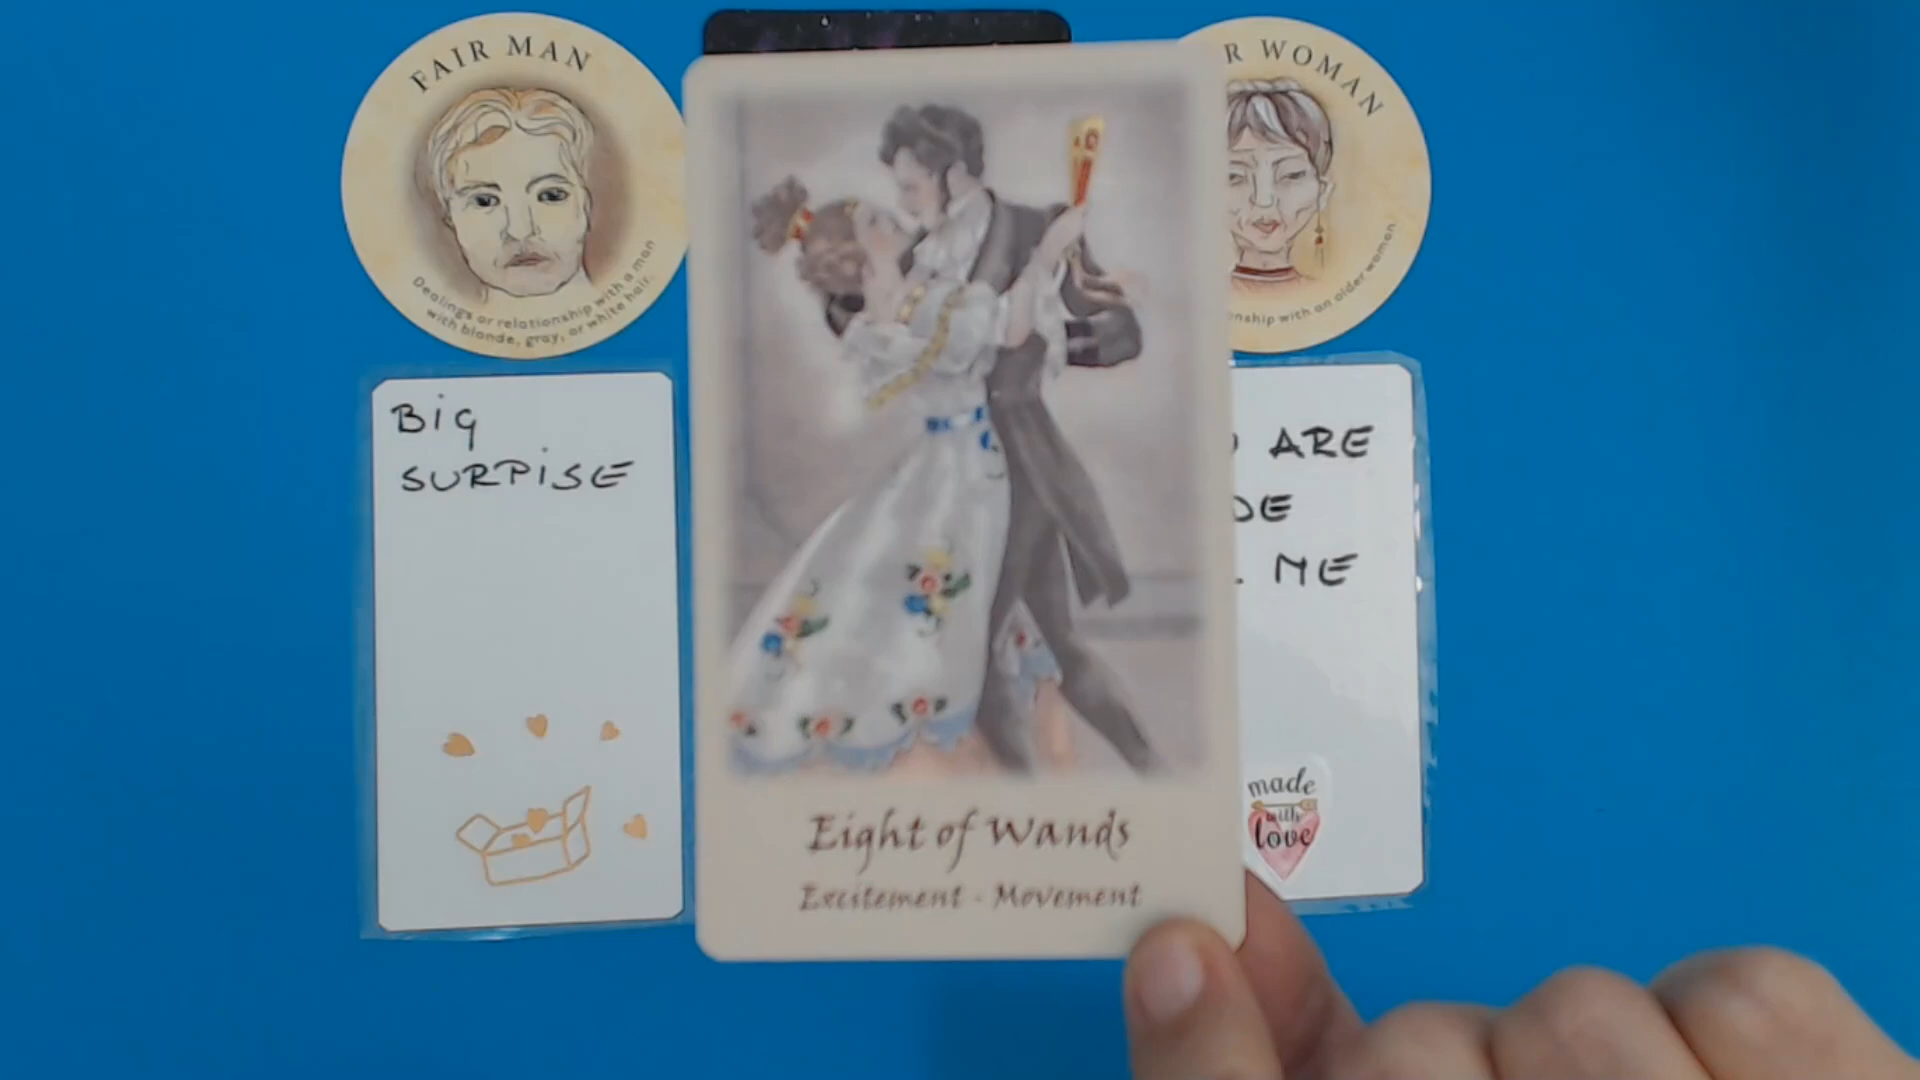 FAIR MAN
Dealings or relationship with a man
with blonde, gray, or white hair.
WOMAN
with an older woman
BIG
SURPISE
ARE
ME
made
with
love
Eight of Wands
Excitement - Movement